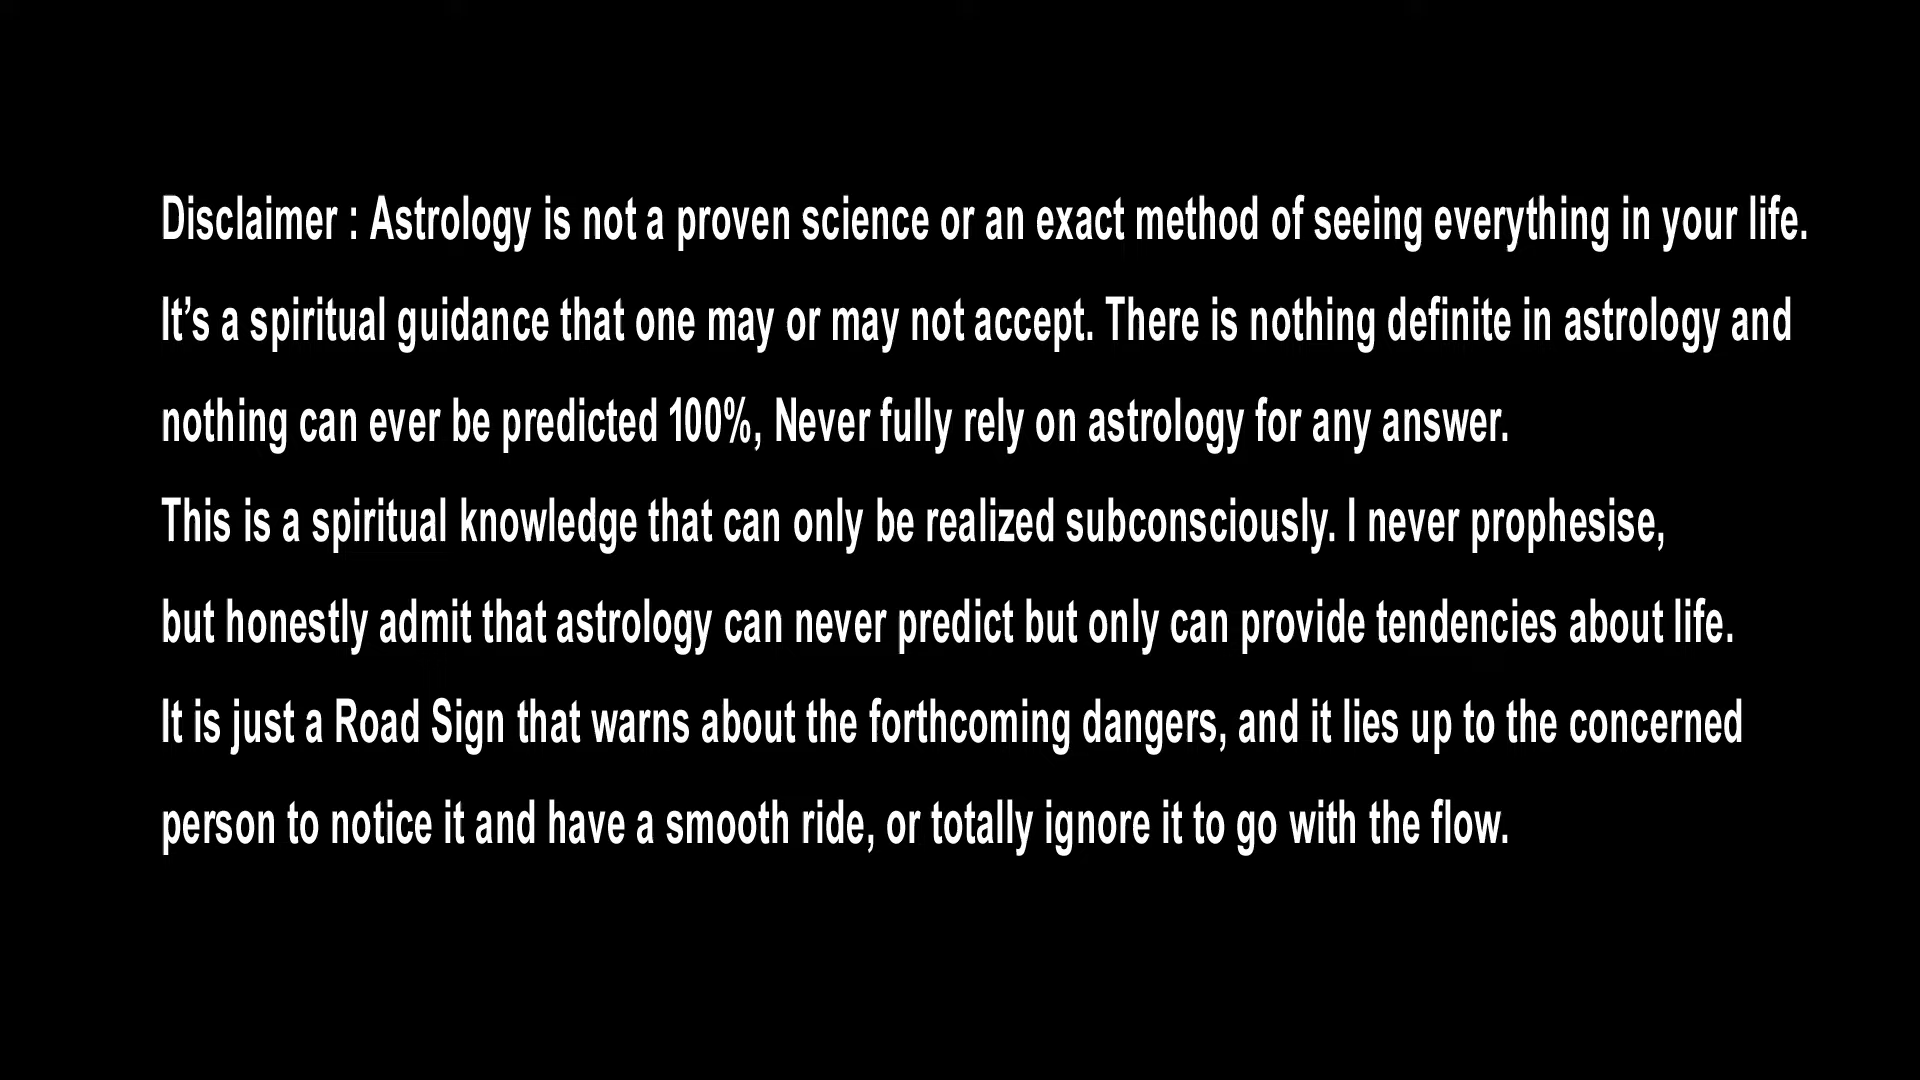 Disclaimer : Astrology is not a proven science or an exact method of seeing everything in your life.
It’s a spiritual guidance that one may or may not accept. There is nothing definite in astrology and
nothing can ever be predicted 100%, Never fully rely on astrology for any answer.
This is a spiritual knowledge that can only be realized subconsciously. I never prophesise,
but honestly admit that astrology can never predict but only can provide tendencies about life.
It is just a Road Sign that warns about the forthcoming dangers, and it lies up to the concerned
person to notice it and have a smooth ride, or totally ignore it to go with the flow.